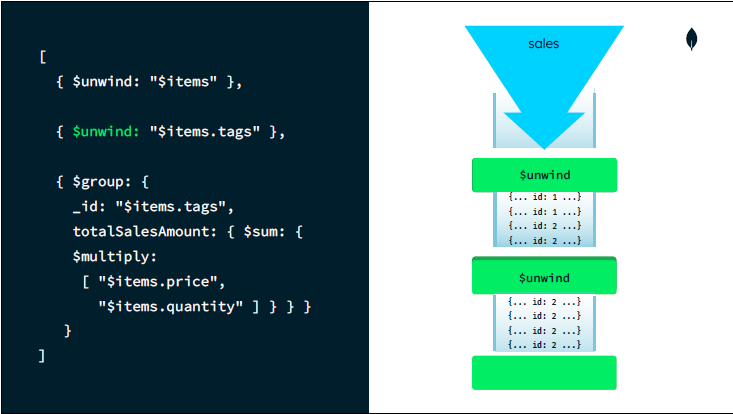 [
{ $unwind: "$items" },
{ $unwind: "$items.tags" },
{ $group: {
_id: "$items.tags",
totalSalesAmount: { $sum: {
$multiply:
[ "$items.price",
"$items.quantity" ] } } }
}
]
sales
$unwind
{... id: 1 ...}
{... id: 1 ...}
{... id: 2 ...}
{... id: 2 ...}
$unwind
{... id: 2 ...}
{... id: 2 ...}
{... id: 2 ...}
{... id: 2 ...}